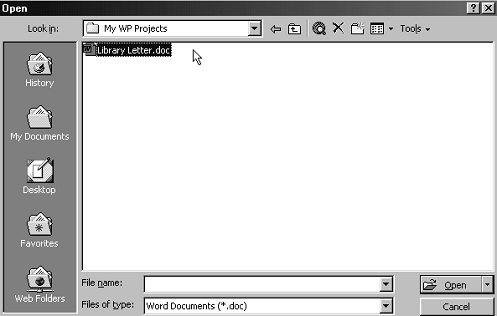 Open
Look in: My WP Projects Tools
Library Letter.doc
History
My Documents
Desktop
Favorites
Web Folders
File name: Open
Files of type: Word Documents (*.doc) Cancel